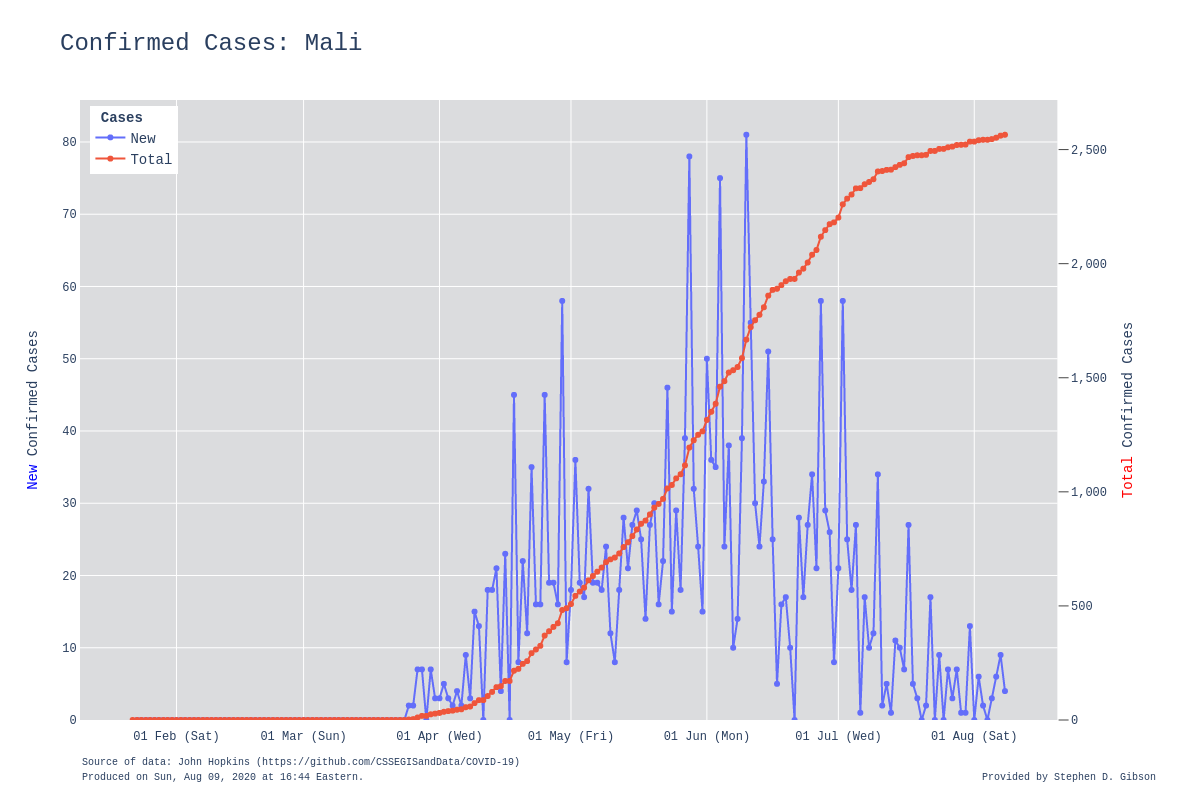 Confirmed Cases: Mali
Cases
New
Total
80
70
60
50
40
30
20
10
0
2,500
2,000
1,500
1,000
500
0
New Confirmed Cases
Total Confirmed Cases
01 Feb (Sat)
01 Mar (Sun)
01 Apr (Wed)
01 May (Fri)
01 Jun (Mon)
01 Jul (Wed)
01 Aug (Sat)
Source of data: John Hopkins (https://github.com/CSSEGISandData/COVID-19)
Produced on Sun, Aug 09, 2020 at 16:44 Eastern.
Provided by Stephen D. Gibson